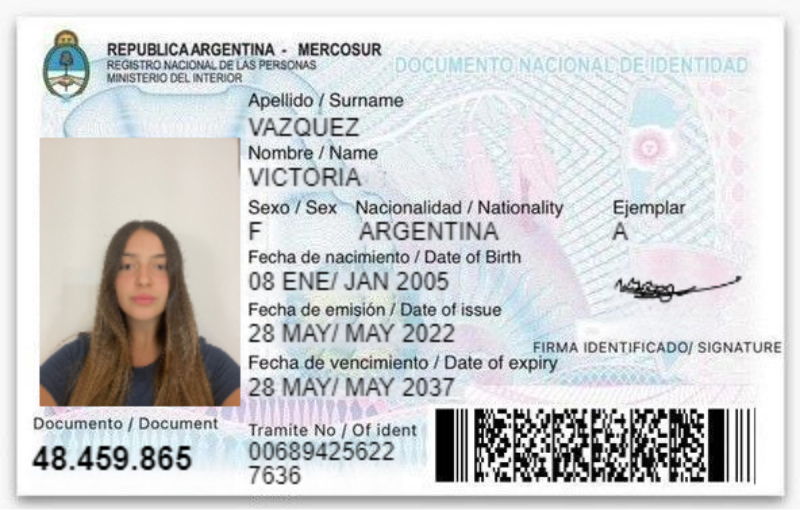 REPUBLICA ARGENTINA - MERCOSUR
REGISTRO NACIONAL DE LAS PERSONAS
MINISTERIO DEL INTERIOR
DOCUMENTO NACIONAL DE IDENTIDAD
Apellido / Surname
VAZQUEZ
Nombre / Name
VICTORIA
Sexo / Sex Nacionalidad / Nationality Ejemplar
F ARGENTINA A
Fecha de nacimiento / Date of Birth
08 ENE/ JAN 2005
Fecha de emisión / Date of issue
28 MAY/ MAY 2022
FIRMA IDENTIFICADO/ SIGNATURE
Fecha de vencimiento / Date of expiry
28 MAY/ MAY 2037
Documento / Document
48.459.865
Tramite No / Of ident
00689425622
7636